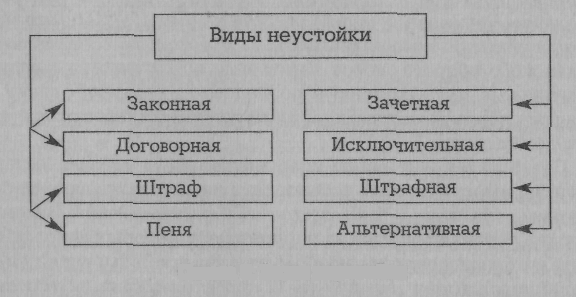 Виды неустойки
Законная
Договорная
Штраф
Пеня
Зачетная
Исключительная
Штрафная
Альтернативная